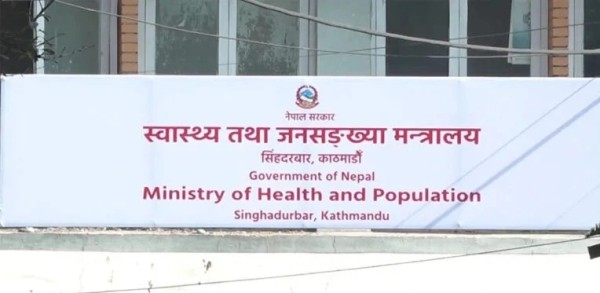 नेपाल सरकार
स्वास्थ्य तथा जनसङ्ख्या मन्त्रालय
सिंहदरबार, काठमाडौँ
Government of Nepal
Ministry of Health and Population
Singhadurbar, Kathmandu